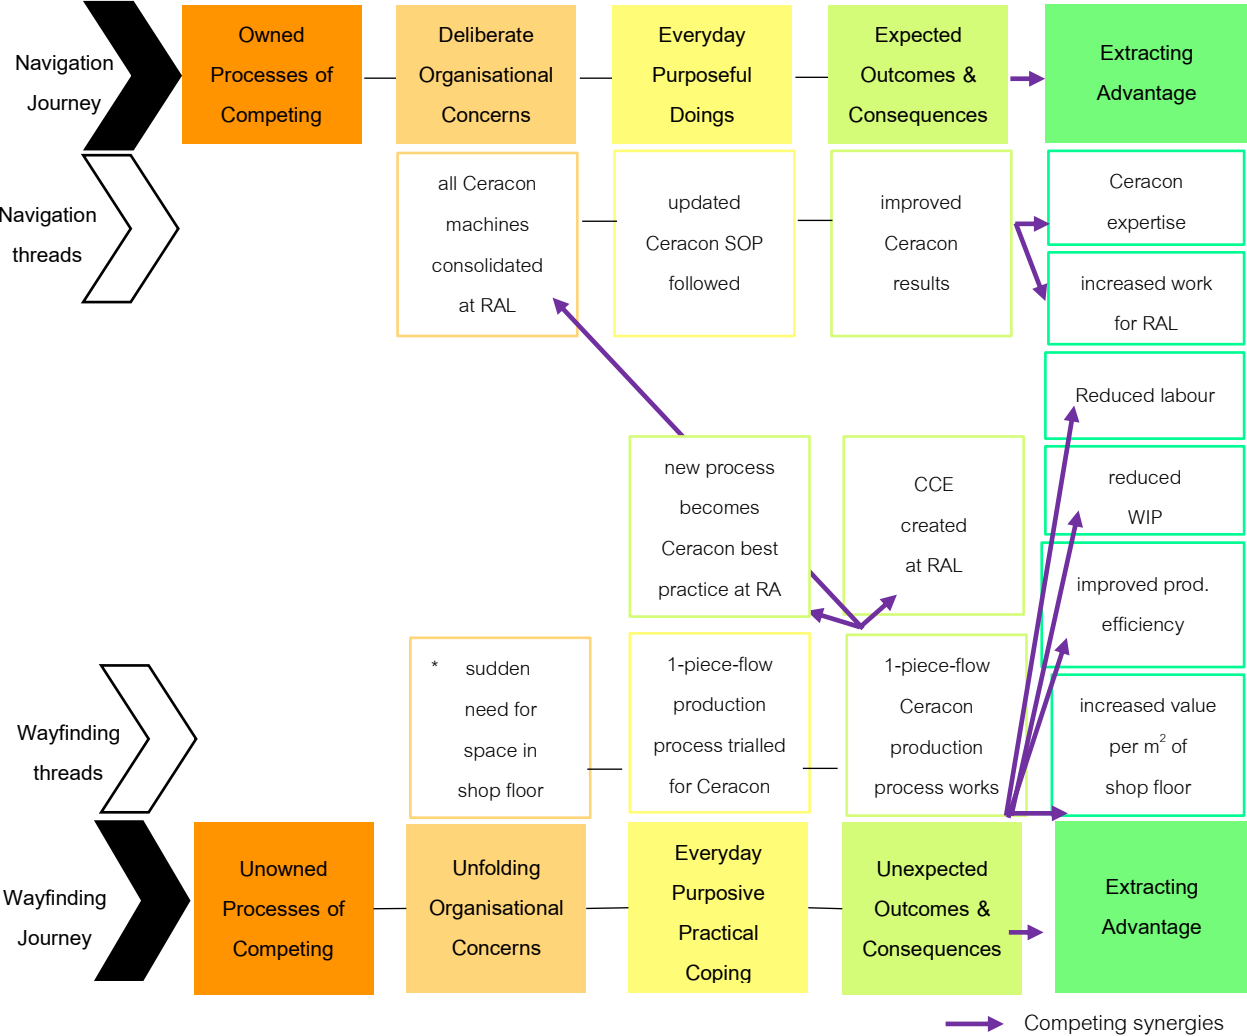 Navigation
Journey
Owned
Processes of
Competing
Deliberate
Organisational
Concerns
Everyday
Purposeful
Doings
Expected
Outcomes &
Consequences
Extracting
Advantage
Navigation
threads
all Ceracon
machines
consolidated
at RAL
updated
Ceracon SOP
followed
improved
Ceracon
results
Ceracon
expertise
increased work
for RAL
Reduced labour
reduced
WIP
improved prod.
efficiency
increased value
per m² of
shop floor
new process
becomes
Ceracon best
practice at RA
CCE
created
at RAL
Wayfinding
threads
* sudden
need for
space in
shop floor
1-piece-flow
production
process trialled
for Ceracon
1-piece-flow
Ceracon
production
process works
Wayfinding
Journey
Unowned
Processes of
Competing
Unfolding
Organisational
Concerns
Everyday
Purposive
Practical
Coping
Unexpected
Outcomes &
Consequences
Extracting
Advantage
Competing synergies